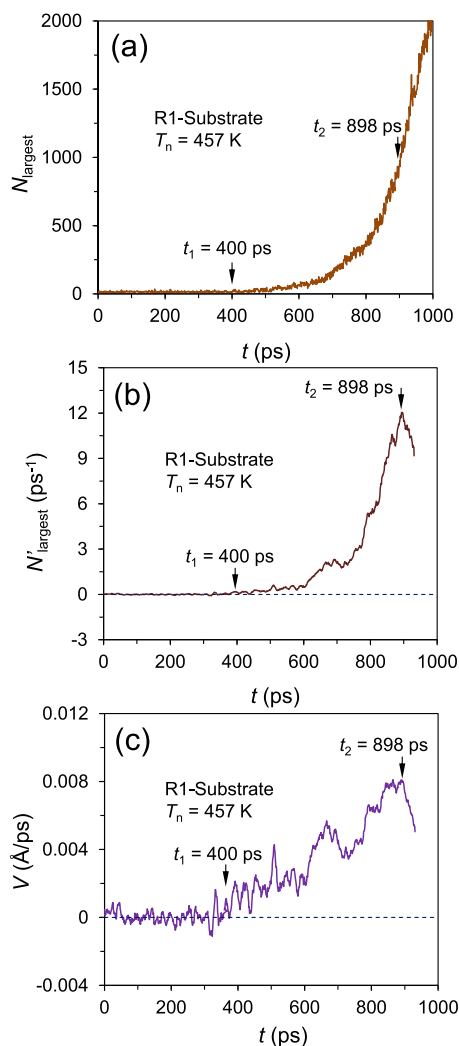 (a)
2000
1500
1000
500
0
N largest
R1-Substrate
Tn = 457 K
t2 = 898 ps
t1 = 400 ps
0 200 400 600 800 1000
t (ps)
(b)
15
12
9
6
3
0
-3
N'largest (ps-1)
t2 = 898 ps
R1-Substrate
Tn = 457 K
t1 = 400 ps
0 200 400 600 800 1000
t (ps)
(c)
0.012
0.008
0.004
0
-0.004
V (Å/ps)
t2 = 898 ps
R1-Substrate
Tn = 457 K
t1 = 400 ps
0 200 400 600 800 1000
t (ps)